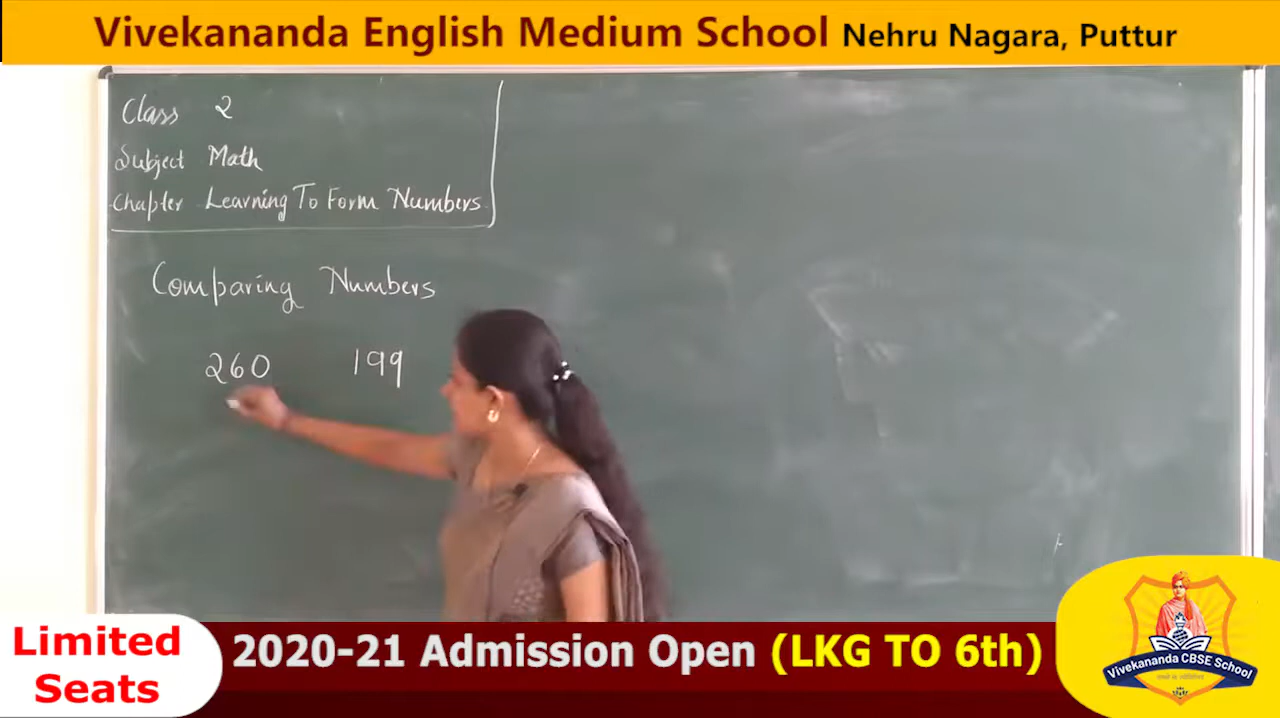 Vivekananda English Medium School Nehru Nagara, Puttur
Class 2
Subject Math
Chapter Learning To Form Numbers
Comparing Numbers
260 199
Limited
Seats
2020-21 Admission Open (LKG TO 6th)
Vivekananda CBSE School